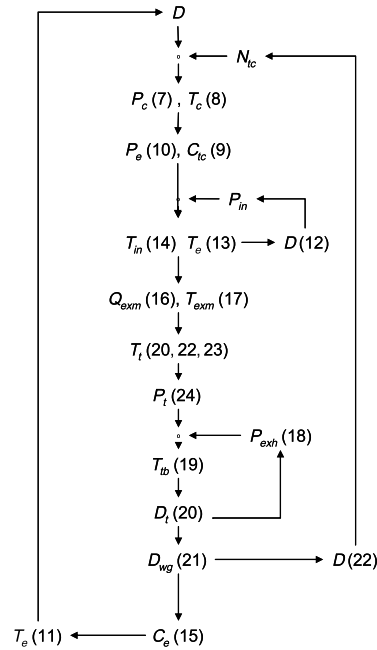 D
N_tc
P_c (7) , T_c (8)
P_e (10), C_tc (9)
P_in
T_in (14) T_e (13) D (12)
Q_exm (16), T_exm (17)
T_t (20, 22, 23)
P_t (24)
P_exh (18)
T_tb (19)
D_t (20)
D_wg (21) D (22)
T_e (11) C_e (15)